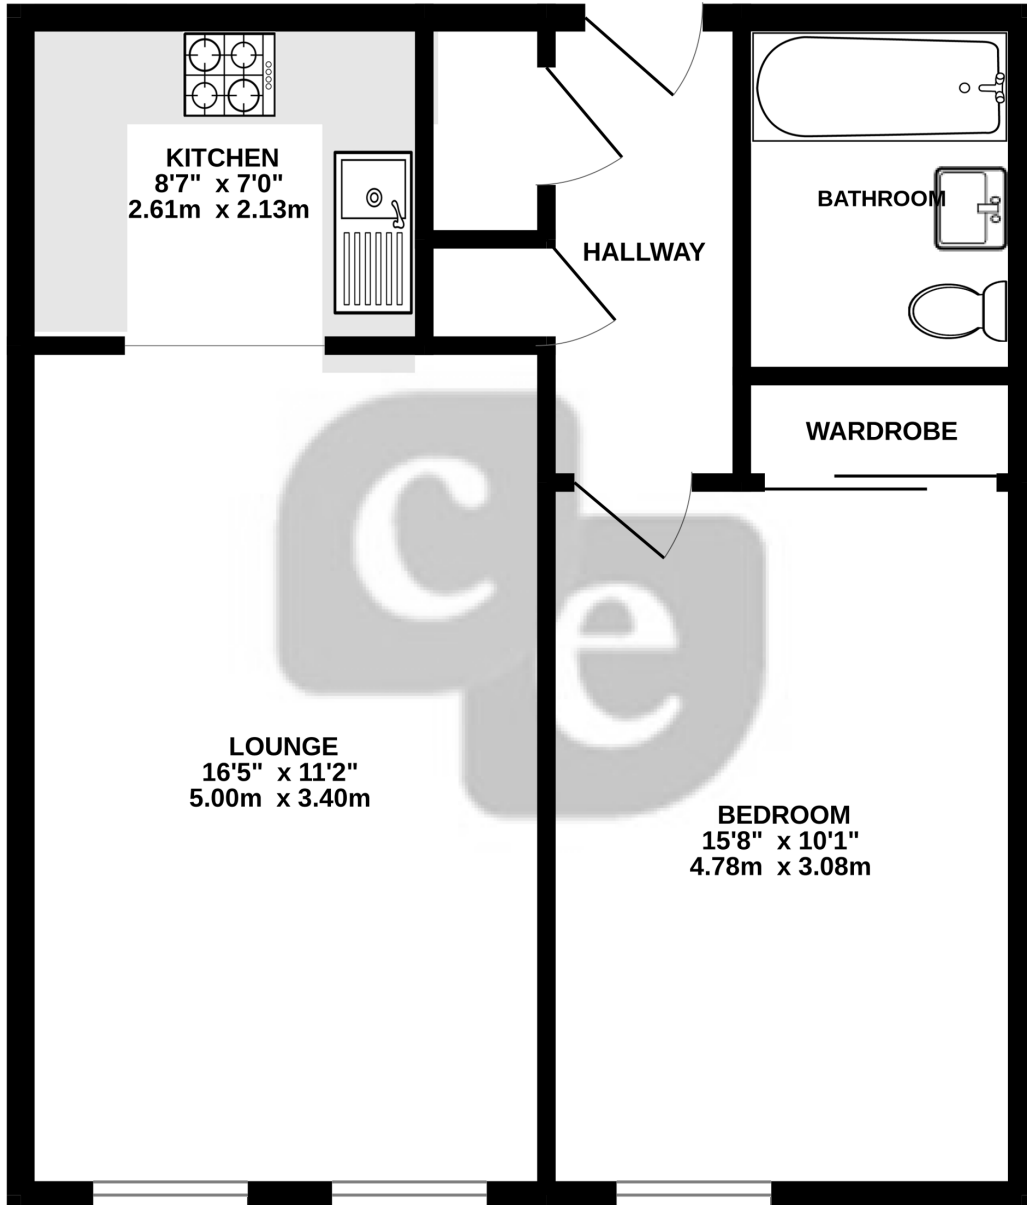 KITCHEN
8'7" x 7'0"
2.61m x 2.13m
BATHROOM
HALLWAY
WARDROBE
ce
LOUNGE
16'5" x 11'2"
5.00m x 3.40m
BEDROOM
15'8" x 10'1"
4.78m x 3.08m